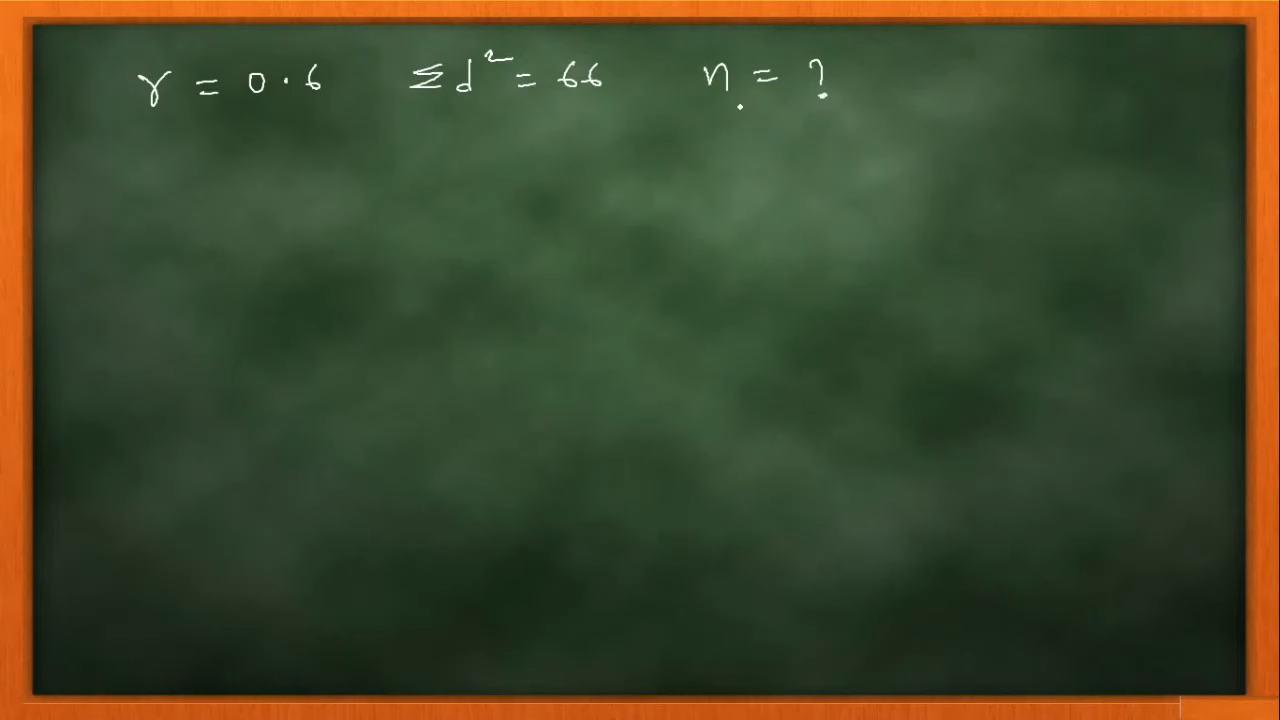 r = 0.6 Σd² = 66 n = ?